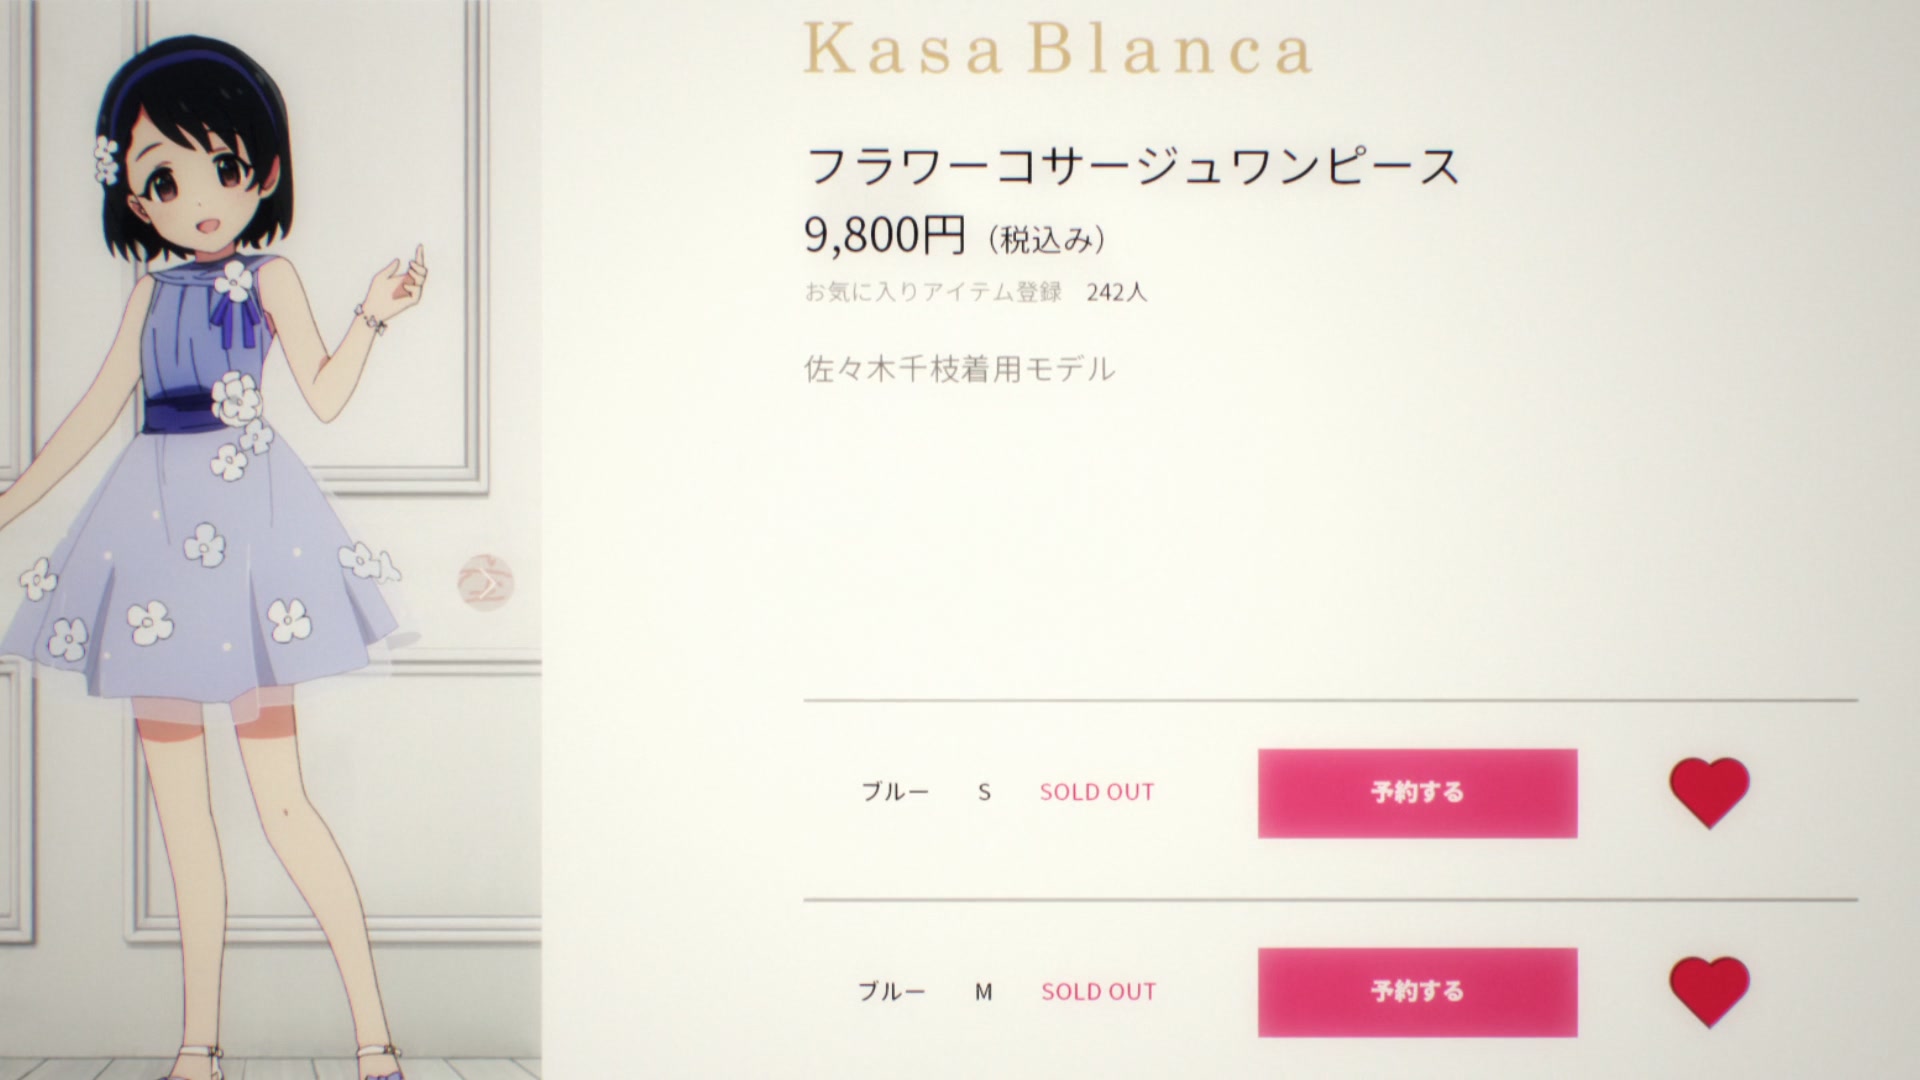 Kasa Blanca
フラワーコサージュワンピース
9,800円（税込み）
お気に入りアイテム登録 242人
佐々木千枝着用モデル
ブルー S SOLD OUT 予約する
ブルー M SOLD OUT 予約する